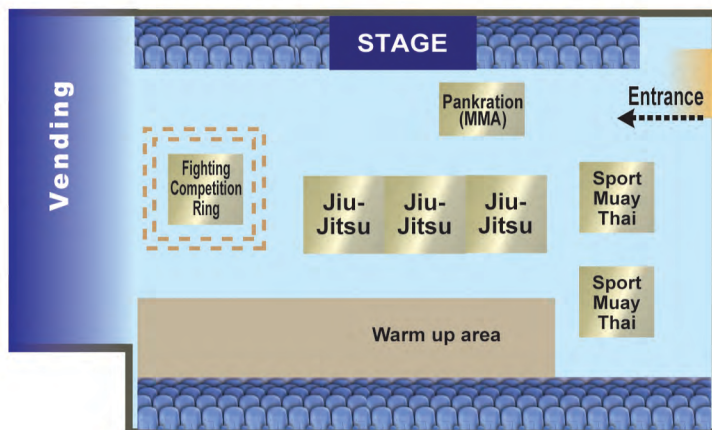 STAGE
Vending
Pankration
(MMA)
Entrance
Fighting
Competition
Ring
Jiu-
Jitsu
Jiu-
Jitsu
Jiu-
Jitsu
Sport
Muay
Thai
Sport
Muay
Thai
Warm up area